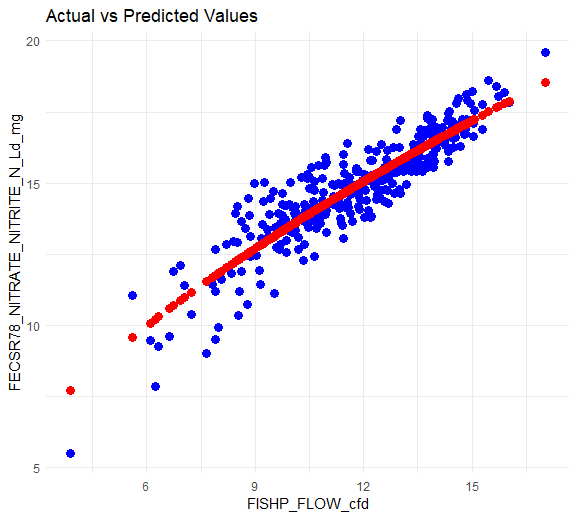 Actual vs Predicted Values
FECSR78_NITRATE_NITRITE_N_Ld_mg
20
15
10
5
6
9
12
15
FISHP_FLOW_cfd